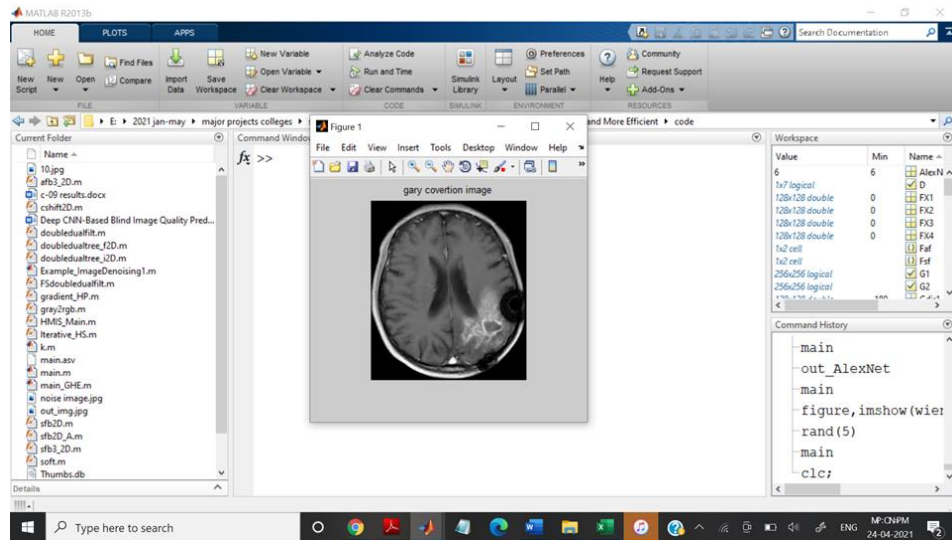 MATLAB R2013b
HOME PLOTS APPS
Search Documentation
New Script
New
Open
Find Files
Compare
Import Data
Save Workspace
New Variable
Open Variable
Clear Workspace
Analyze Code
Run and Time
Clear Commands
Simulink Library
Layout
Preferences
Set Path
Parallel
Help
Community
Request Support
Add-Ons
FILE VARIABLE CODE SIMULINK ENVIRONMENT RESOURCES
E: 2021 jan-may major projects colleges
and More Efficient code
Current Folder
Name
10.jpg
afb3_2D.m
c-09 results.docx
cshift2D.m
Deep CNN-Based Blind Image Quality Pred...
doubledualfilt.m
doubledualtree_f2D.m
doubledualtree_i2D.m
Example_ImageDenoising1.m
FSdoubledualfilt.m
gradient_HP.m
gray2rgb.m
HMIS_Main.m
Iterative_HS.m
k.m
main.asv
main.m
main_GHE.m
noise image.jpg
out_img.jpg
sfb2D.m
sfb2D_A.m
sfb3_2D.m
soft.m
Thumbs.db
Details
Command Window
fx >>
Figure 1
File Edit View Insert Tools Desktop Window Help
gary covertion image
Workspace
Value Min Name
6 6 AlexN
1x7 logical D
128x128 double 0 FX1
128x128 double 0 FX2
128x128 double 0 FX3
128x128 double 0 FX4
1x2 cell Faf
1x2 cell Fsf
256x256 logical G1
256x256 logical G2
Command History
main
out_AlexNet
main
figure,imshow(wier
rand(5)
main
clc;
Type here to search
ENG
24-04-2021